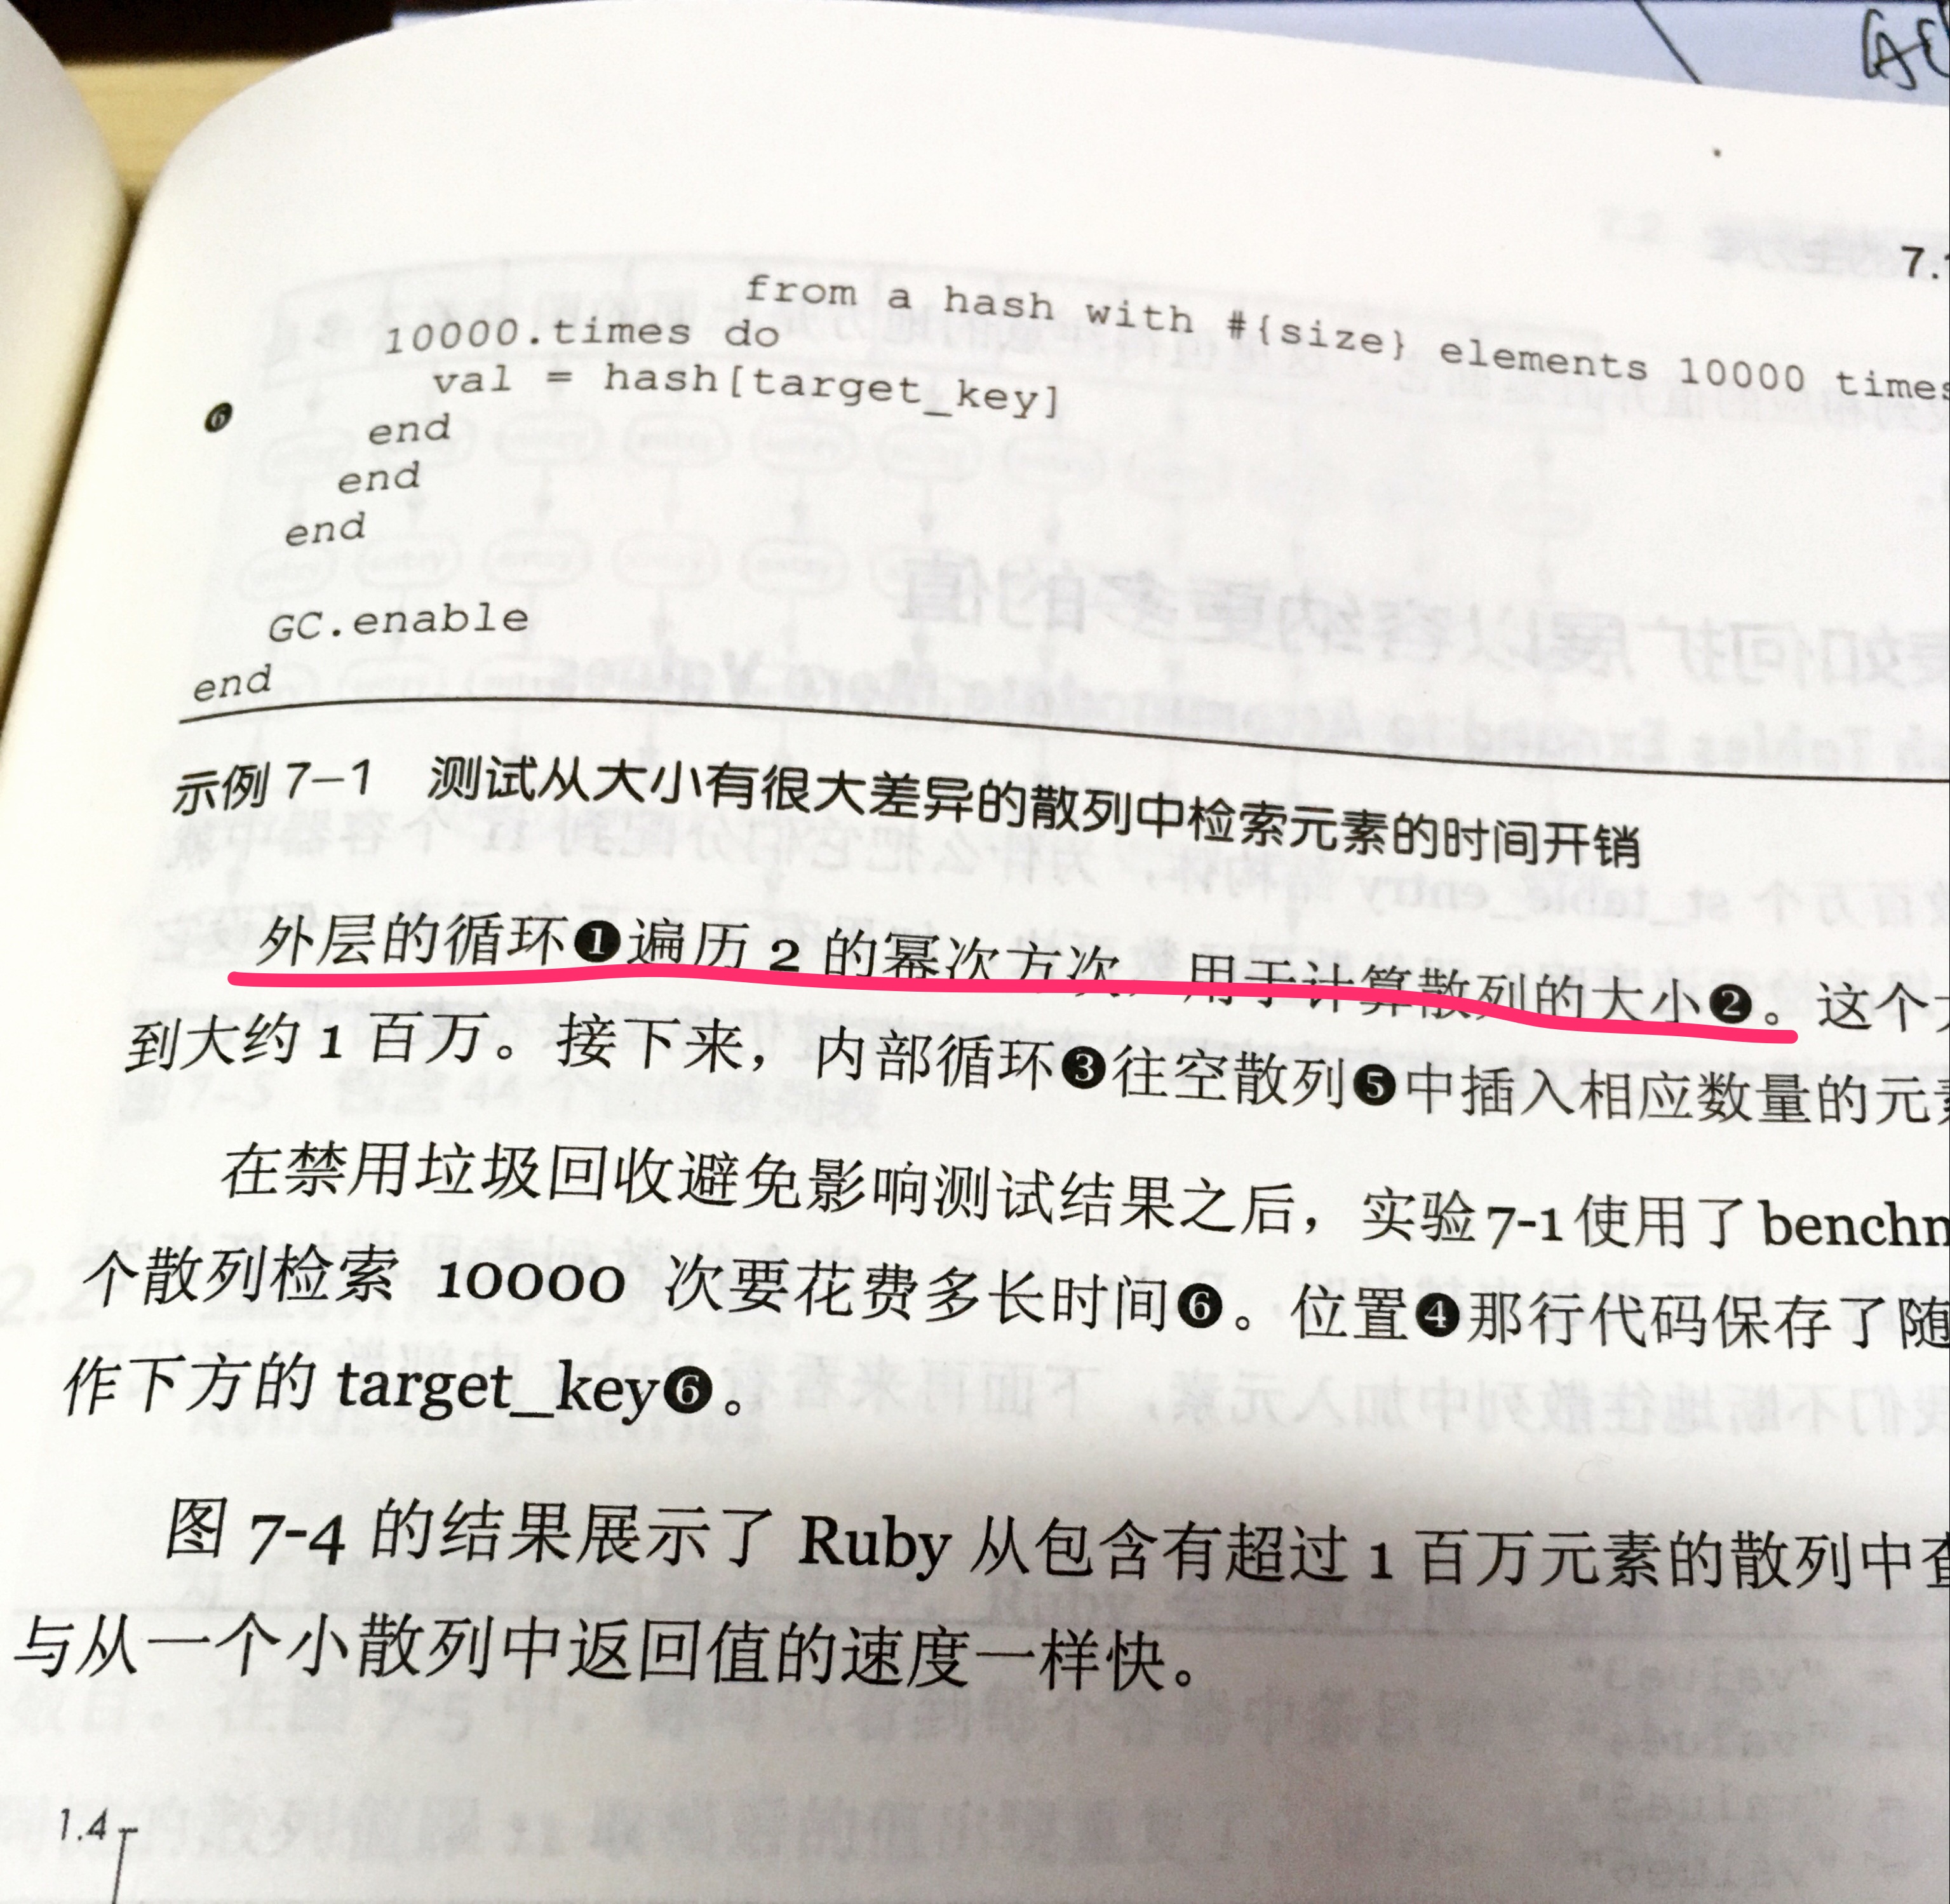 7.
from a hash with #{size} elements 10000 times
10000.times do
❻ val = hash[target_key]
end
end
end
GC.enable
end
示例 7-1 测试从大小有很大差异的散列中检索元素的时间开销
外层的循环❶遍历 2 的幂次方次，用于计算散列的大小❷。这个
到大约 1 百万。接下来，内部循环❸往空散列❺中插入相应数量的元
在禁用垃圾回收避免影响测试结果之后，实验 7-1 使用了 bench
个散列检索 10000 次要花费多长时间❻。位置❹那行代码保存了随
作下方的 target_key❻。
图 7-4 的结果展示了 Ruby 从包含有超过 1 百万元素的散列中查
与从一个小散列中返回值的速度一样快。
1.4